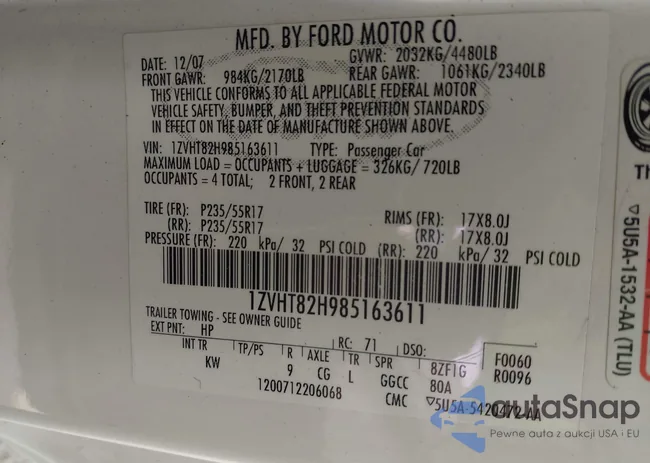 MFD. BY FORD MOTOR CO.
DATE: 12/07 GVWR: 2032KG/4480LB
FRONT GAWR: 984KG/2170LB REAR GAWR: 1061KG/2340LB
THIS VEHICLE CONFORMS TO ALL APPLICABLE FEDERAL MOTOR
VEHICLE SAFETY, BUMPER, AND THEFT PREVENTION STANDARDS
IN EFFECT ON THE DATE OF MANUFACTURE SHOWN ABOVE.
VIN: 1ZVHT82H985163611 TYPE: Passenger Car
MAXIMUM LOAD = OCCUPANTS + LUGGAGE = 326KG/720LB
OCCUPANTS = 4 TOTAL; 2 FRONT, 2 REAR
TIRE (FR): P235/55R17 RIMS (FR): 17X8.0J
(RR): P235/55R17 (RR): 17X8.0J
PRESSURE (FR): 220 kPa/ 32 PSI COLD (RR): 220 kPa/ 32 PSI COLD
1ZVHT82H985163611
TRAILER TOWING - SEE OWNER GUIDE
EXT PNT: HP RC: 71 DSO: F0060
INT TR TP/PS R AXLE TR SPR 8ZF1G R0096
KW 9 CG L GGCC 80A
1200712206068 CMC ▽5U5A-5420472-AA
TH
▽5U5A-1532-AA (TLU)
autoSnap
Pewne auta z aukcji USA i EU